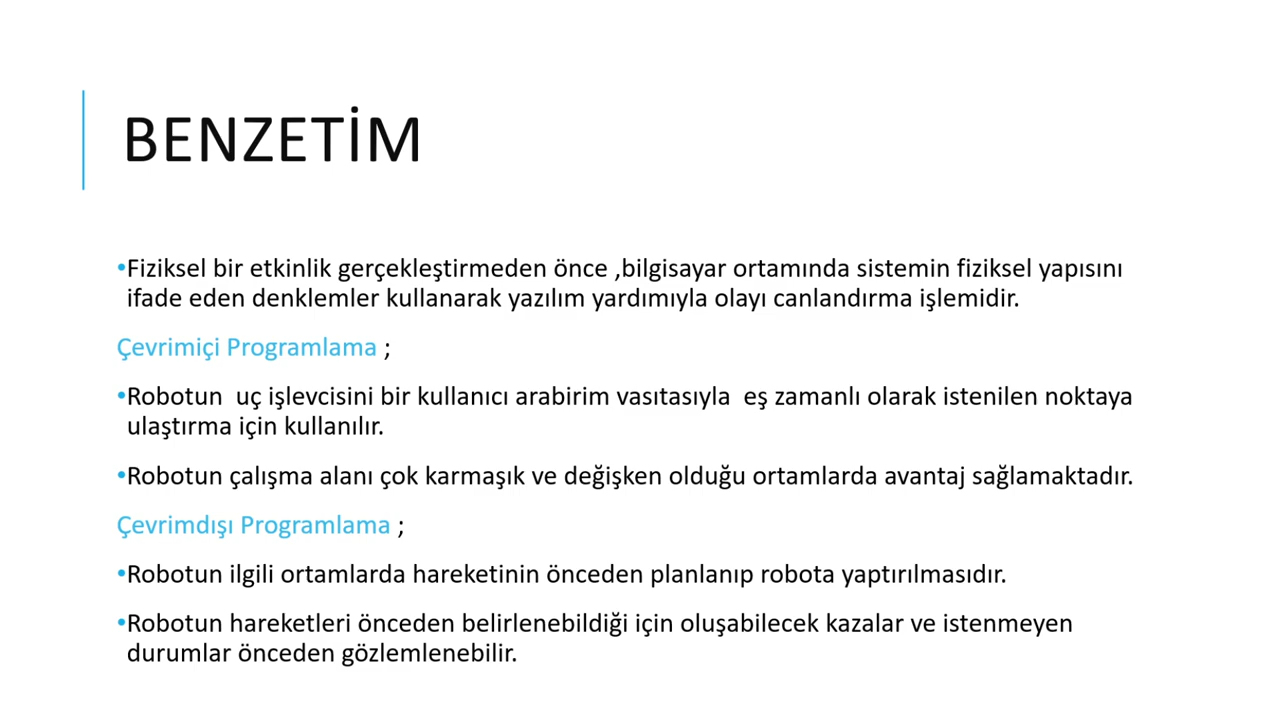 BENZETİM
•Fiziksel bir etkinlik gerçekleştirmeden önce ,bilgisayar ortamında sistemin fiziksel yapısını
ifade eden denklemler kullanarak yazılım yardımıyla olayı canlandırma işlemidir.
Çevrimiçi Programlama ;
•Robotun  uç işlevcisini bir kullanıcı arabirim vasıtasıyla  eş zamanlı olarak istenilen noktaya
ulaştırma için kullanılır.
•Robotun çalışma alanı çok karmaşık ve değişken olduğu ortamlarda avantaj sağlamaktadır.
Çevrimdışı Programlama ;
•Robotun ilgili ortamlarda hareketinin önceden planlanıp robota yaptırılmasıdır.
•Robotun hareketleri önceden belirlenebildiği için oluşabilecek kazalar ve istenmeyen
durumlar önceden gözlemlenebilir.